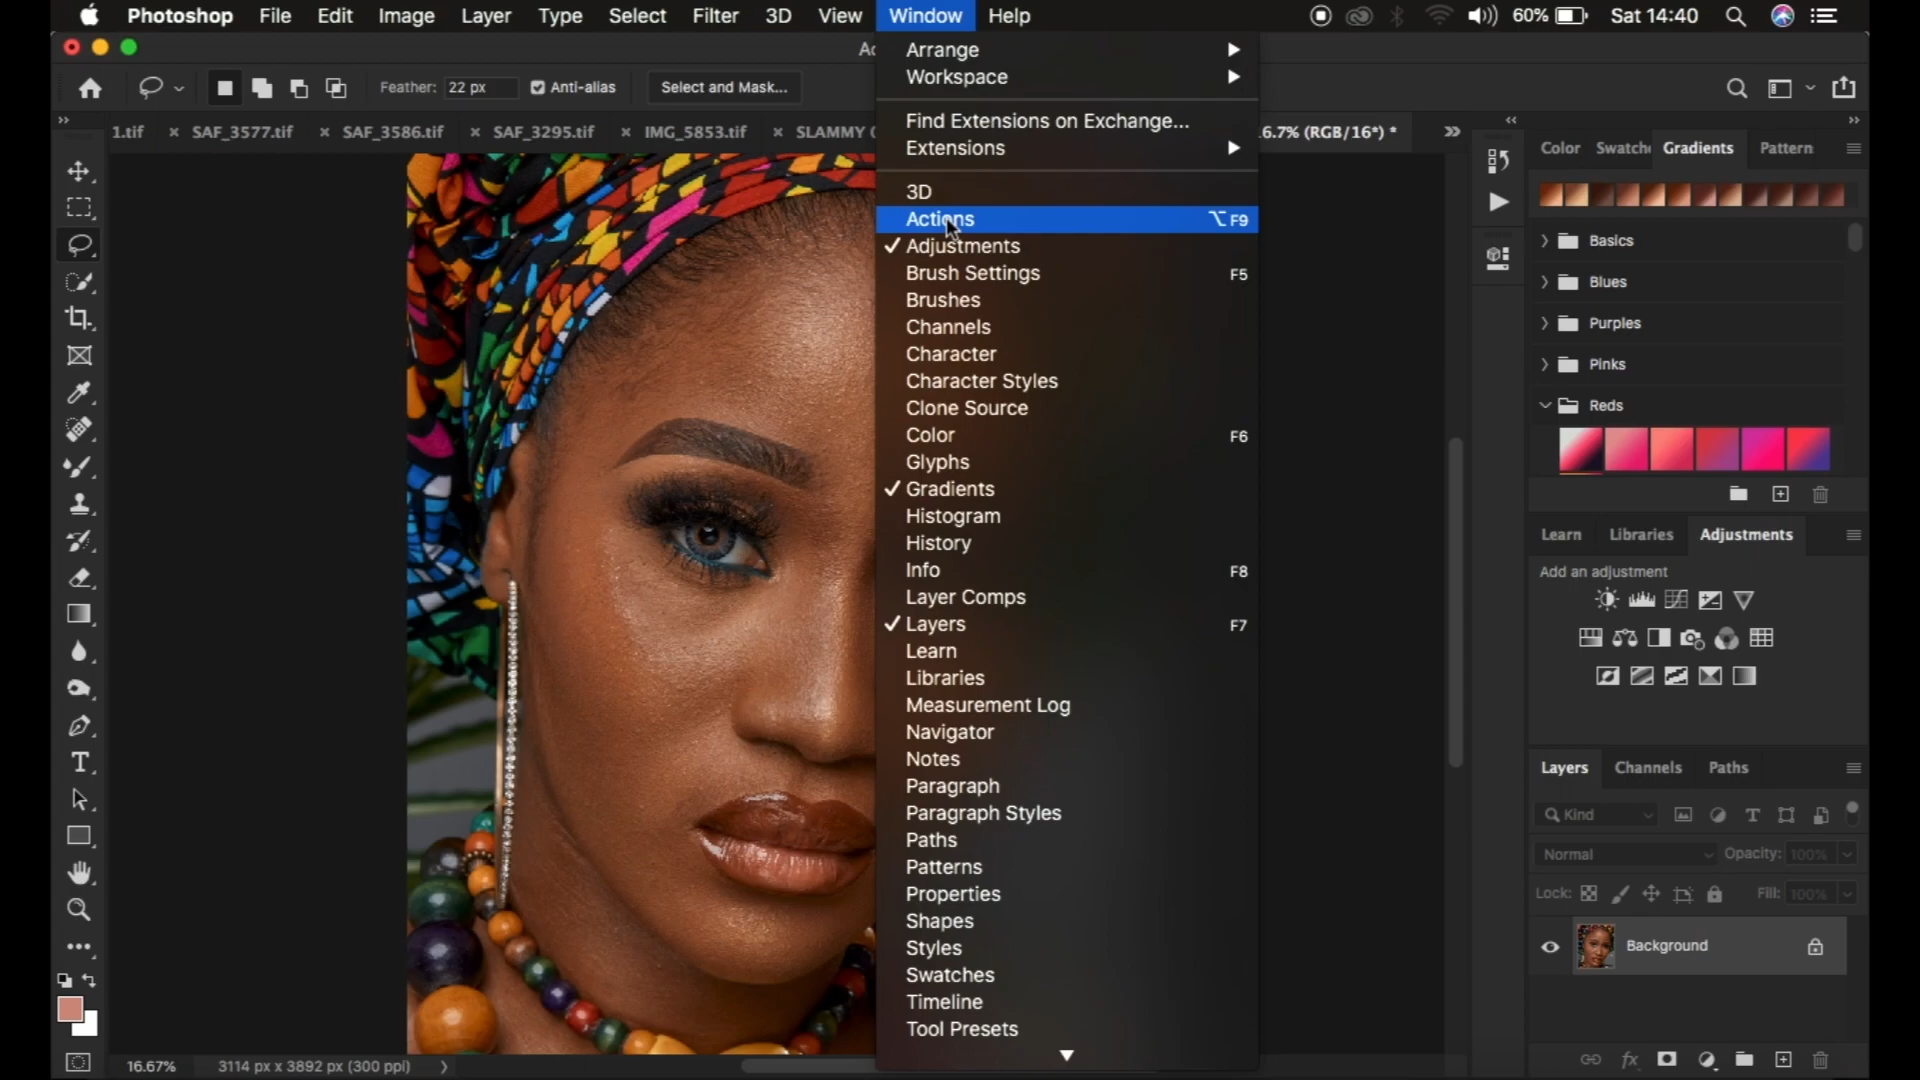 Photoshop File Edit Image Layer Type Select Filter 3D View Window Help 60% Sat 14:40
Feather: 22 px Anti-alias Select and Mask...
1.tif × SAF_3577.tif × SAF_3586.tif × SAF_3295.tif × IMG_5853.tif × SLAMMY 6.7% (RGB/16*) *
Arrange
Workspace
Find Extensions on Exchange...
Extensions
3D
Actions ⌥F9
✓ Adjustments
Brush Settings F5
Brushes
Channels
Character
Character Styles
Clone Source
Color F6
Glyphs
✓ Gradients
Histogram
History
Info F8
Layer Comps
✓ Layers F7
Learn
Libraries
Measurement Log
Navigator
Notes
Paragraph
Paragraph Styles
Paths
Patterns
Properties
Shapes
Styles
Swatches
Timeline
Tool Presets
Color Swatche Gradients Pattern
Basics
Blues
Purples
Pinks
Reds
Learn Libraries Adjustments
Add an adjustment
Layers Channels Paths
Kind
Normal Opacity: 100%
Lock: Fill: 100%
Background
16.67% 3114 px x 3892 px (300 ppi)